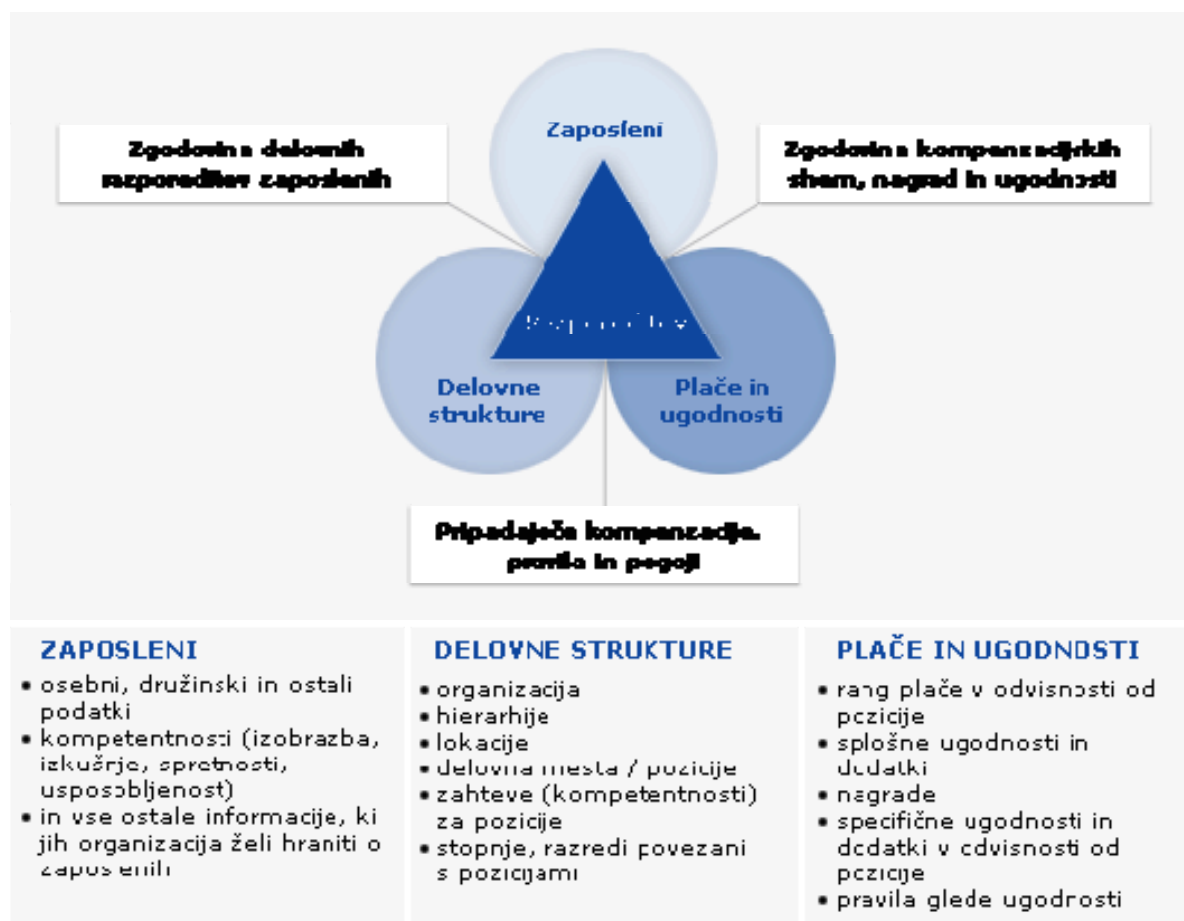 Zaposleni
Zgodovina delovnih
razporeditev zaposlenih
Zgodovina kompenzacijrkih
shem, nagrad in ugodnosti
Razporeditev
Delovne
strukture
Plače in
ugodnosti
Pripadajoče kompenzacije,
pravila in pogoji
ZAPOSLENI
• osebni, družinski in ostali
podatki
• kompetentnosti (izobrazba,
izkušnje, spretnosti,
usposobljenost)
• in vse ostale informacije, ki
jih organizacija želi hraniti o
zaposlenih
DELOVNE STRUKTURE
• organizacija
• hierarhije
• lokacije
• delovna mesta / pozicije
• zahteve (kompetentnosti)
za pozicije
• stopnje, razredi povezani
s pozicijami
PLAČE IN UGODNOSTI
• rang plače v odvisnosti od
pozicije
• splošne ugodnosti in
dodatki
• nagrade
• specifične ugodnosti in
dodatki v odvisnosti od
pozicije
• pravila glede ugodnosti